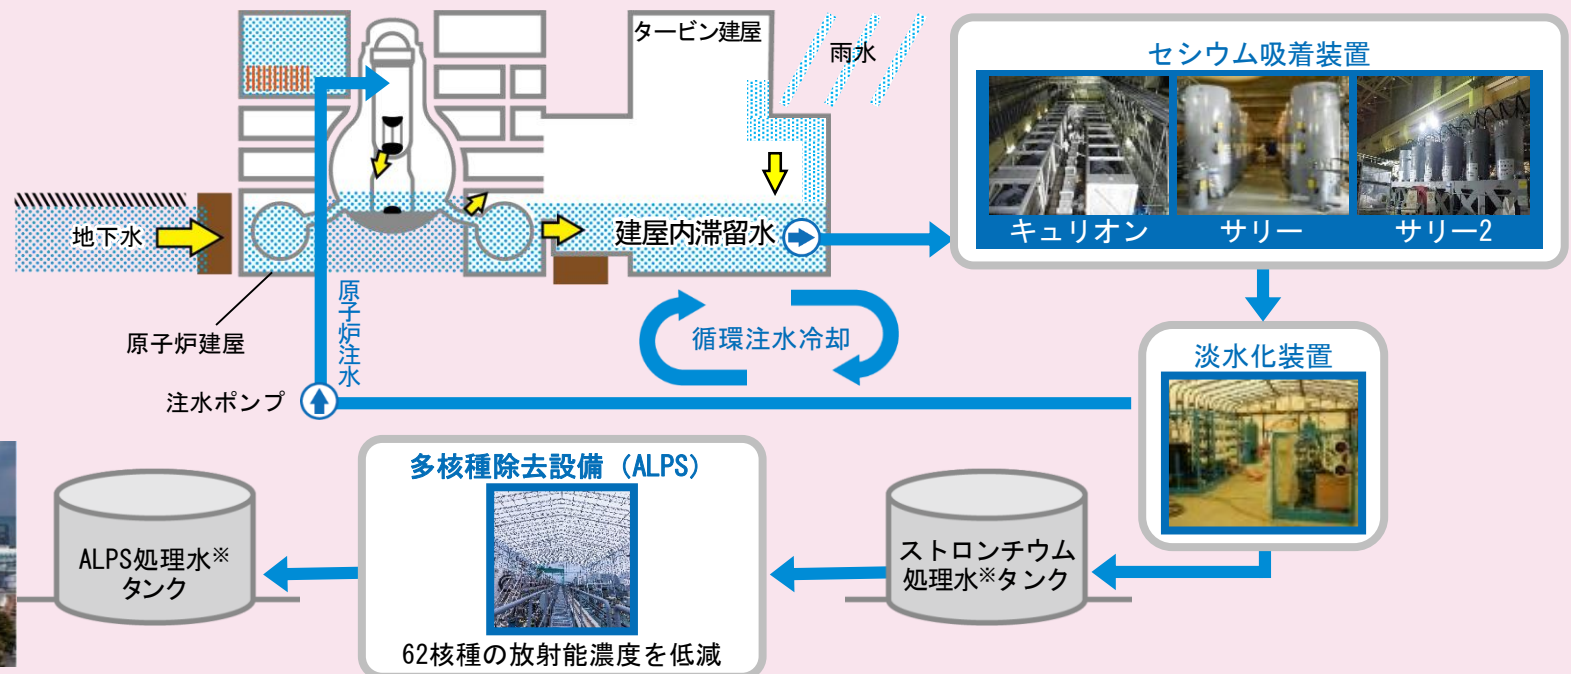 タービン建屋
雨水
セシウム吸着装置
キュリオン
サリー
サリー2
地下水
建屋内滞留水
原子炉建屋
原子炉注水
循環注水冷却
淡水化装置
注水ポンプ
多核種除去設備（ALPS）
62核種の放射能濃度を低減
ストロンチウム
処理水※タンク
ALPS処理水※
タンク